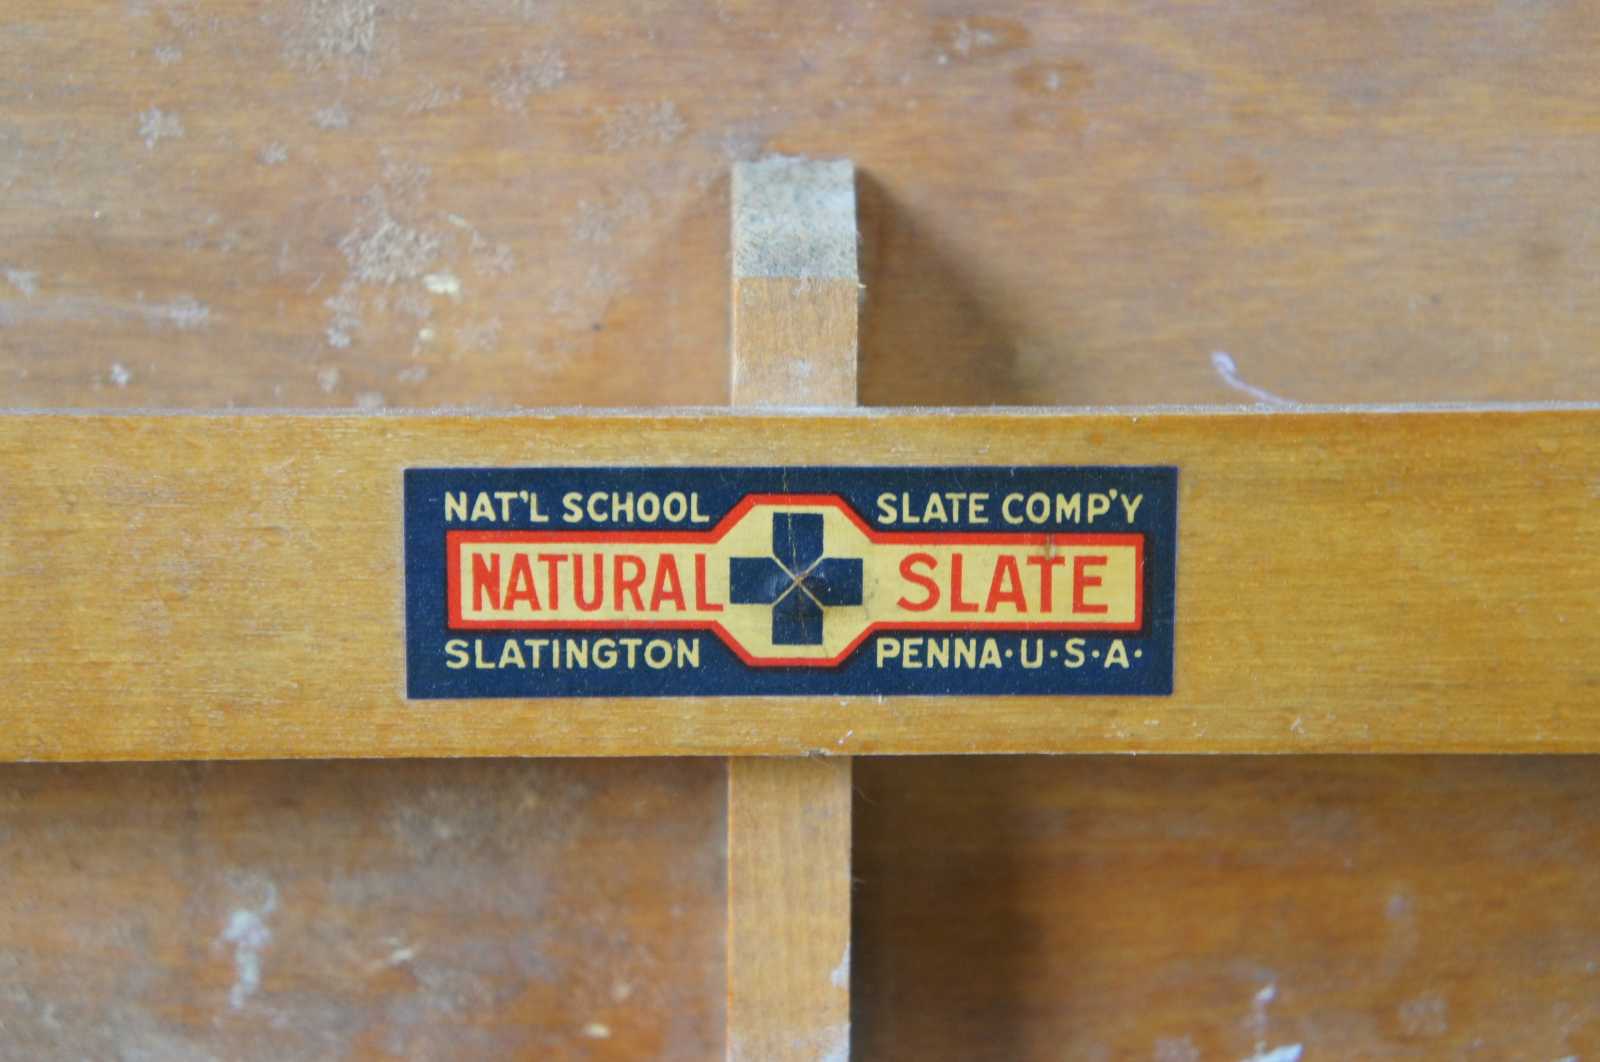 NAT'L SCHOOL SLATE COMP'Y
NATURAL SLATE
SLATINGTON PENNA·U·S·A·